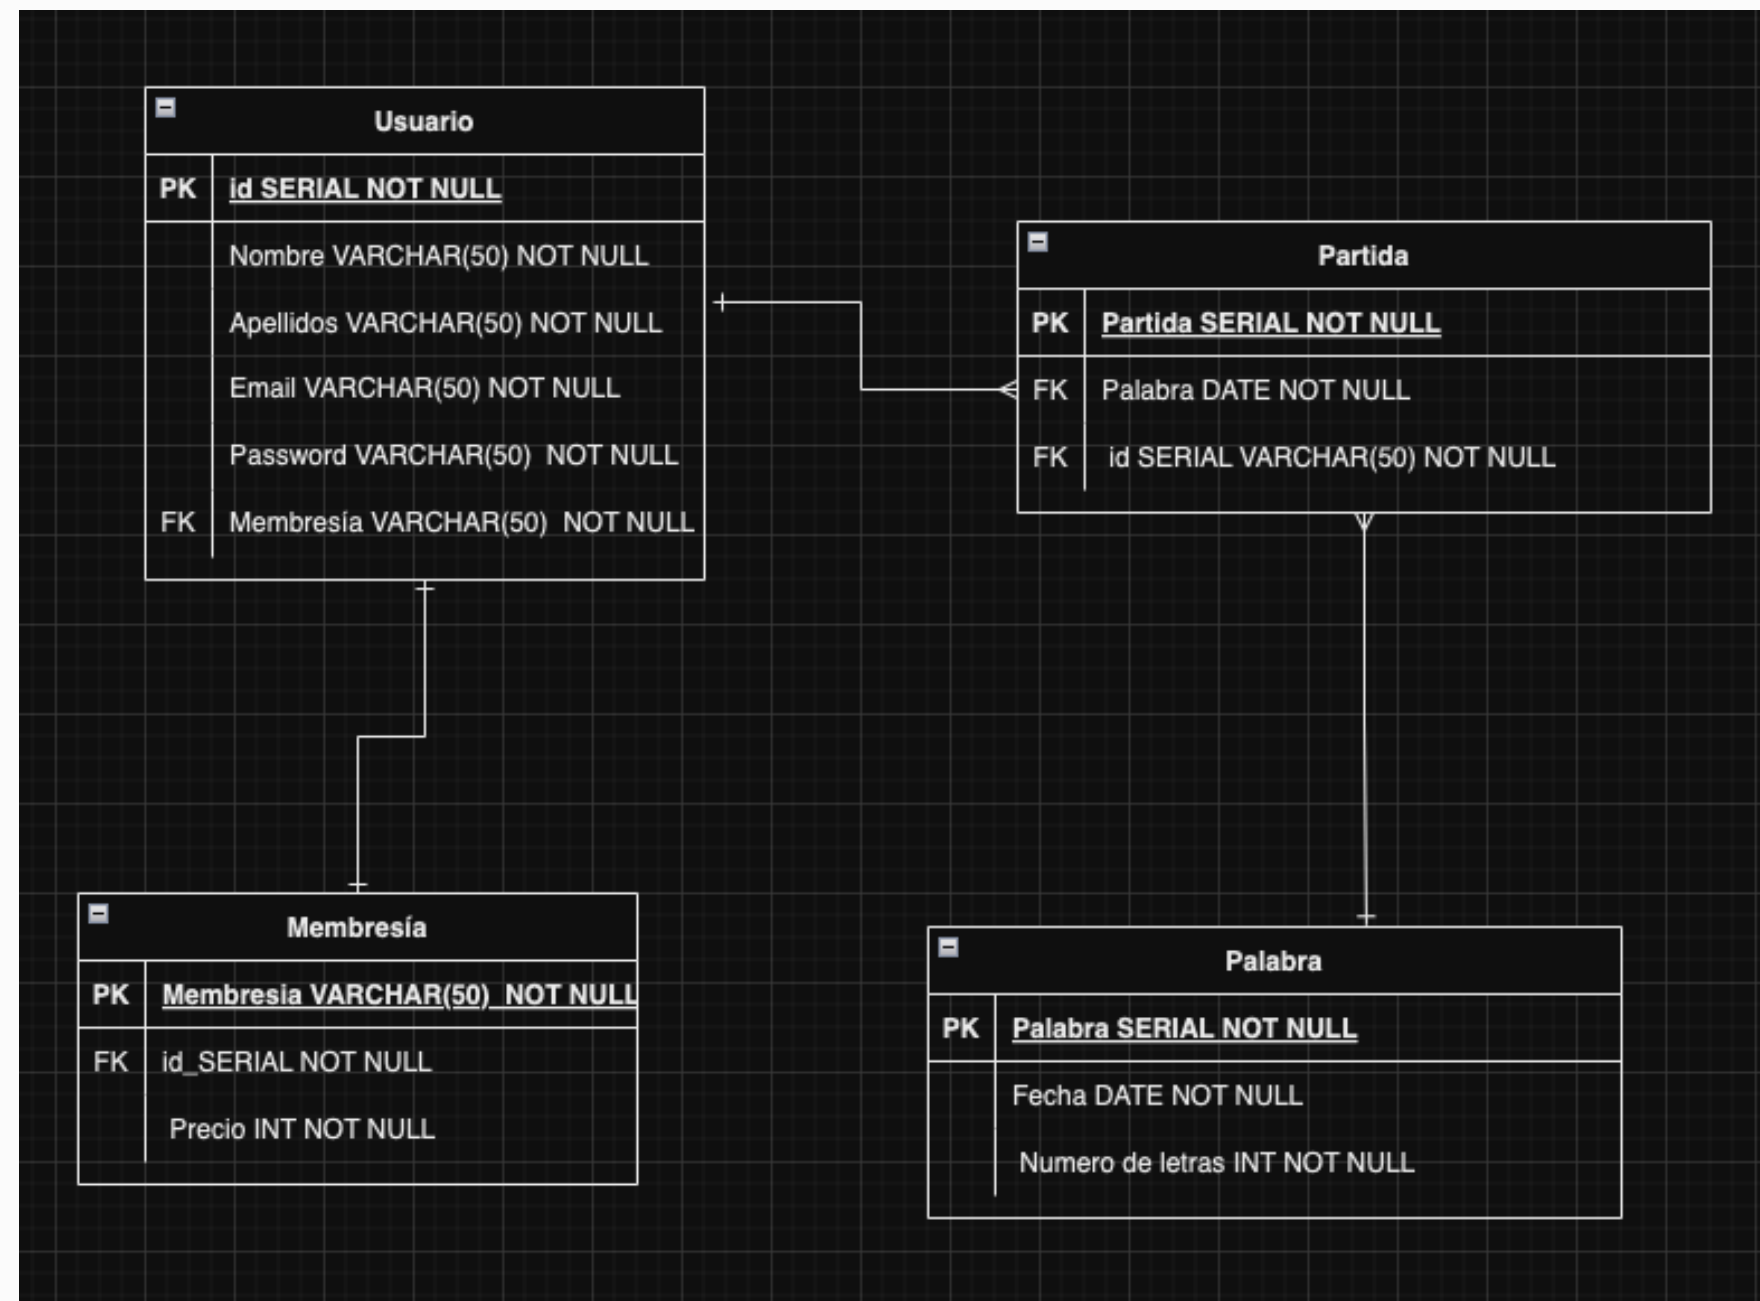 Usuario
PK id SERIAL NOT NULL
Nombre VARCHAR(50) NOT NULL
Apellidos VARCHAR(50) NOT NULL
Email VARCHAR(50) NOT NULL
Password VARCHAR(50) NOT NULL
FK Membresía VARCHAR(50) NOT NULL
Partida
PK Partida SERIAL NOT NULL
FK Palabra DATE NOT NULL
FK id SERIAL VARCHAR(50) NOT NULL
Membresía
PK Membresia VARCHAR(50) NOT NULL
FK id_SERIAL NOT NULL
Precio INT NOT NULL
Palabra
PK Palabra SERIAL NOT NULL
Fecha DATE NOT NULL
Numero de letras INT NOT NULL